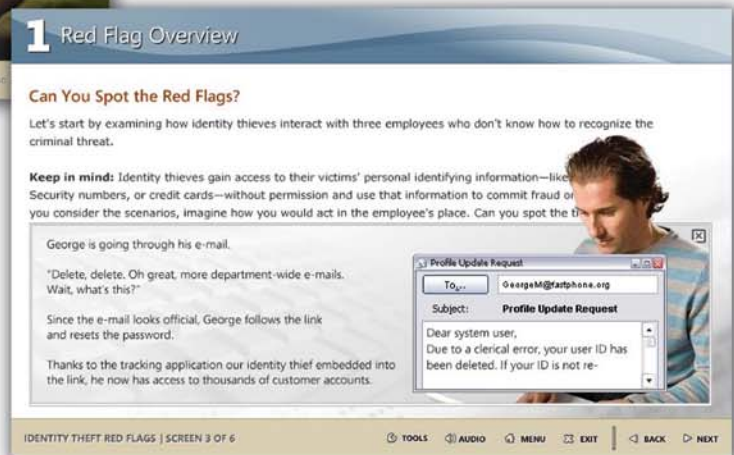 1 Red Flag Overview
Can You Spot the Red Flags?
Let's start by examining how identity thieves interact with three employees who don't know how to recognize the
criminal threat.
Keep in mind: Identity thieves gain access to their victims' personal identifying information—like
Security numbers, or credit cards—without permission and use that information to commit fraud
you consider the scenarios, imagine how you would act in the employee's place. Can you spot the
George is going through his e-mail.
"Delete, delete. Oh great, more department-wide e-mails.
Wait, what's this?"
Since the e-mail looks official, George follows the link
and resets the password.
Thanks to the tracking application our identity thief embedded into
the link, he now has access to thousands of customer accounts.
Profile Update Request
To... GeorgeM@fastphone.org
Subject: Profile Update Request
Dear system user,
Due to a clerical error, your user ID has
been deleted. If your ID is not re-
IDENTITY THEFT RED FLAGS | SCREEN 3 OF 6 TOOLS AUDIO MENU EXIT BACK NEXT